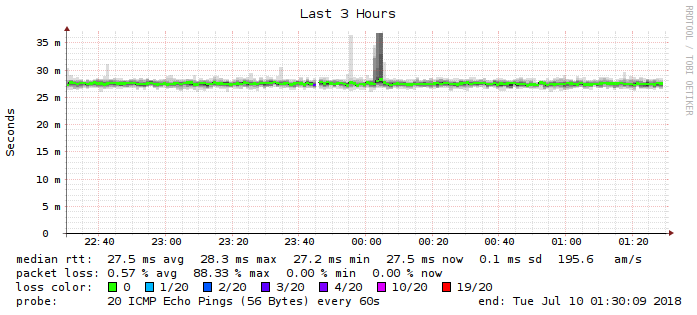 Last 3 Hours
RRDTOOL / TOBI OETIKER
Seconds
35 m
30 m
25 m
20 m
15 m
10 m
5 m
0
22:40 23:00 23:20 23:40 00:00 00:20 00:40 01:00 01:20
median rtt: 27.5 ms avg 28.3 ms max 27.2 ms min 27.5 ms now 0.1 ms sd 195.6 am/s
packet loss: 0.57 % avg 88.33 % max 0.00 % min 0.00 % now
loss color: 0 1/20 2/20 3/20 4/20 10/20 19/20
probe: 20 ICMP Echo Pings (56 Bytes) every 60s end: Tue Jul 10 01:30:09 2018